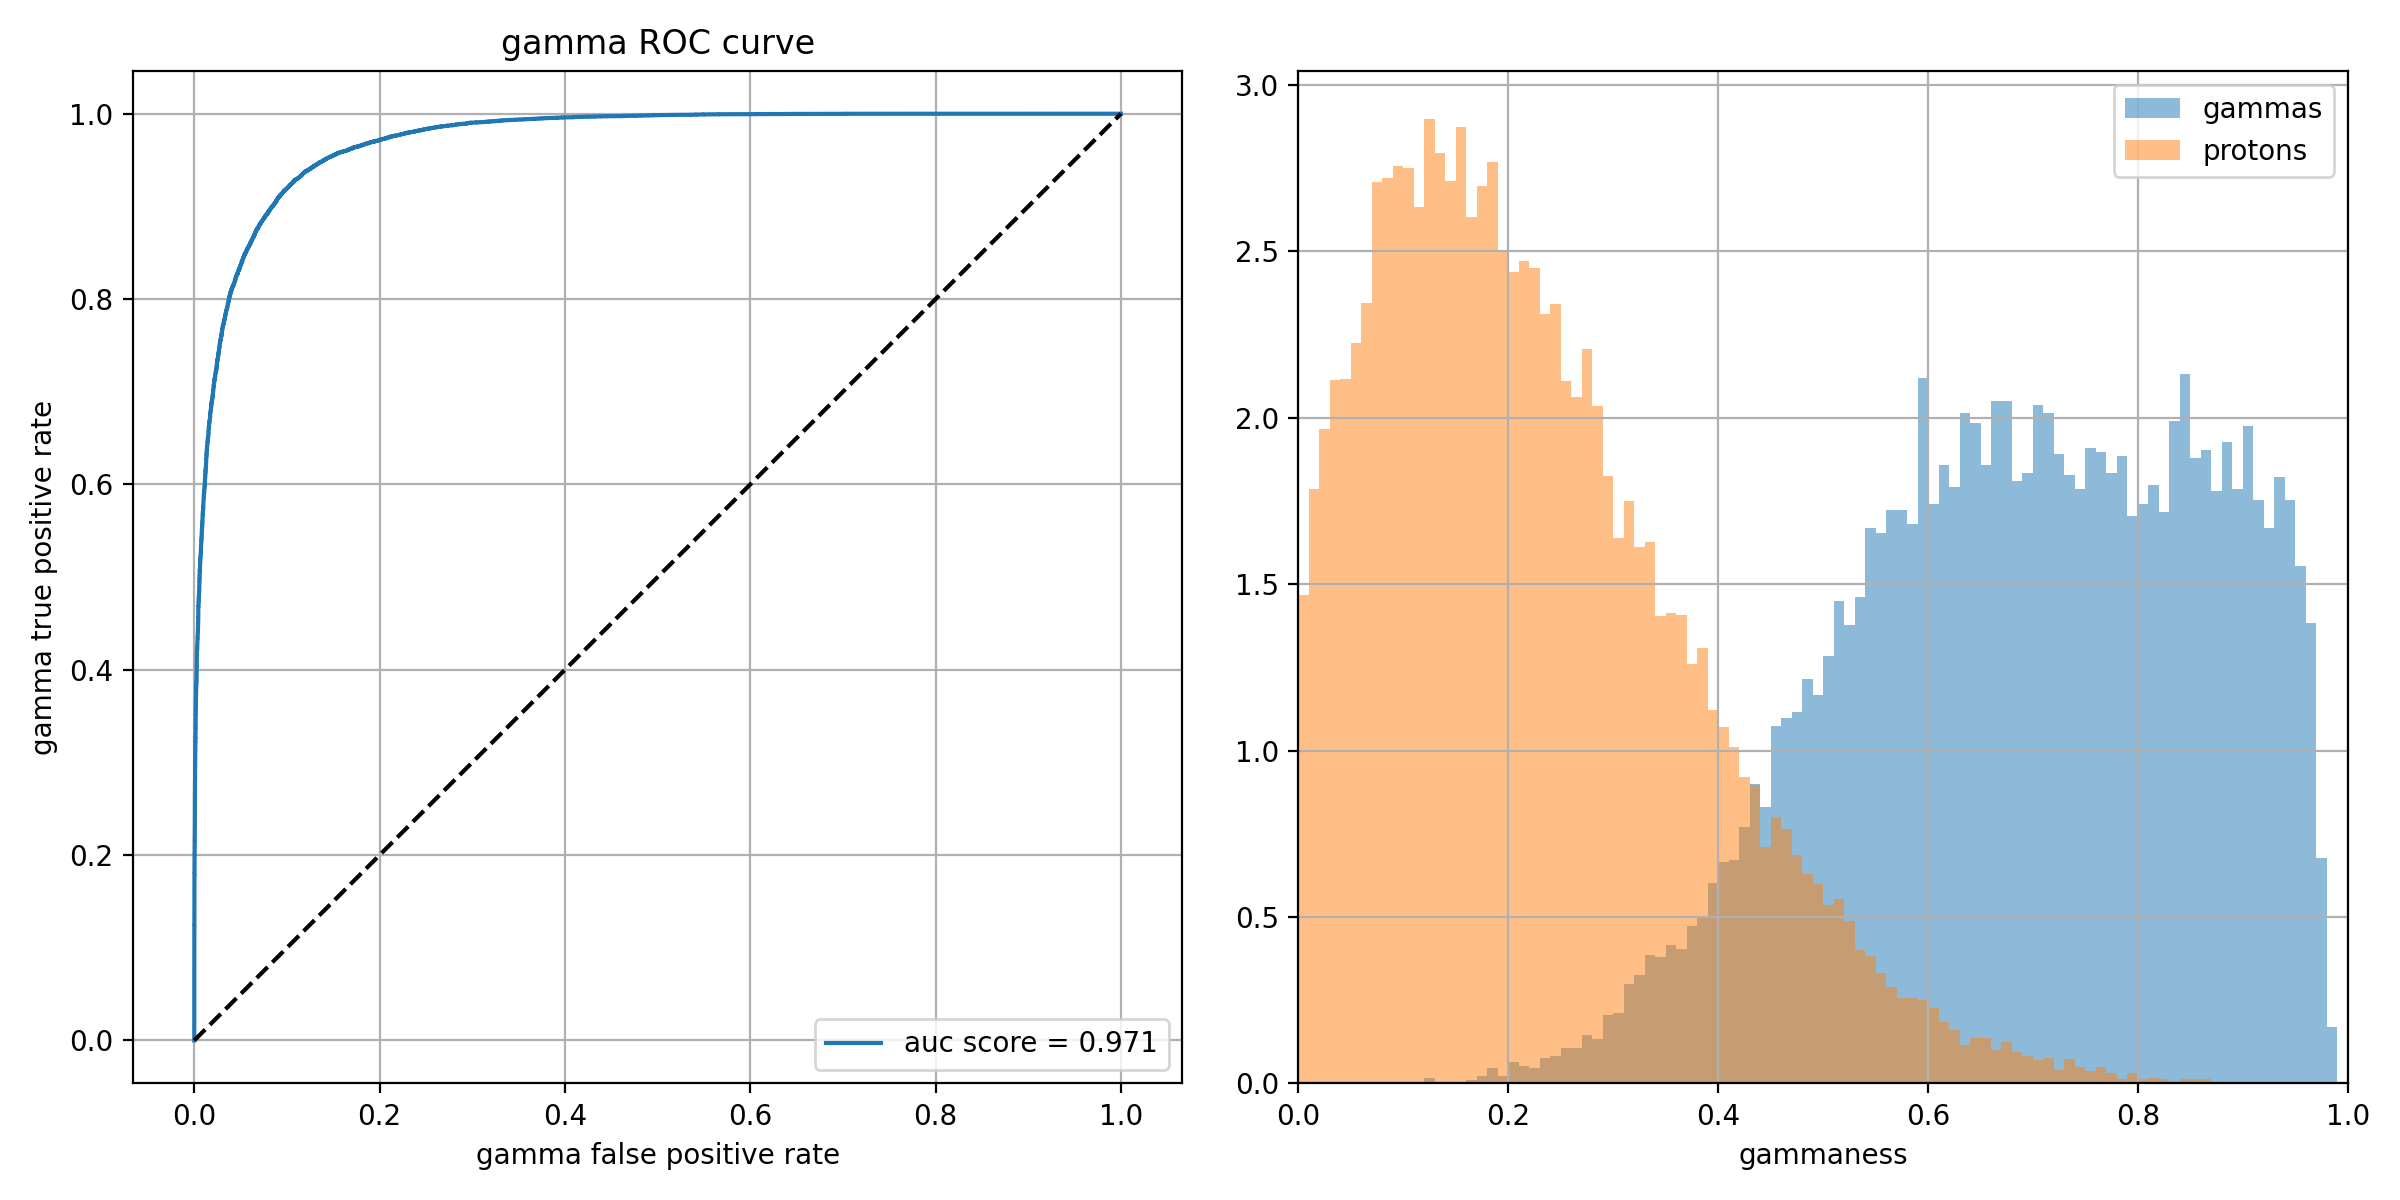 gamma ROC curve
gamma true positive rate
1.0
0.8
0.6
0.4
0.2
0.0
auc score = 0.971
0.0 0.2 0.4 0.6 0.8 1.0
gamma false positive rate
3.0
2.5
2.0
1.5
1.0
0.5
0.0
gammas
protons
0.0 0.2 0.4 0.6 0.8 1.0
gammaness